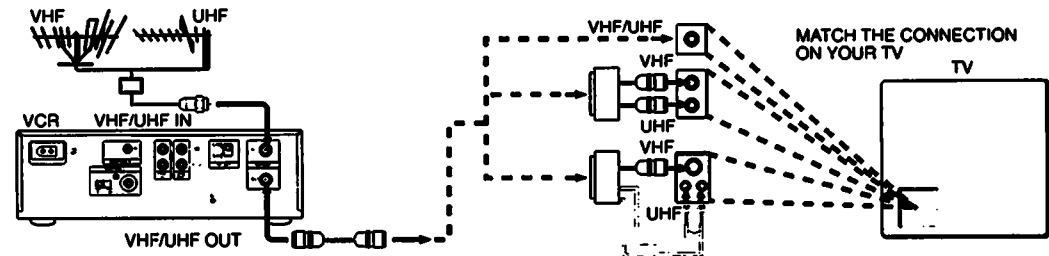 VHF
UHF
VCR
VHF/UHF IN
VHF/UHF OUT
VHF/UHF
VHF
UHF
VHF
UHF
MATCH THE CONNECTION
ON YOUR TV
TV